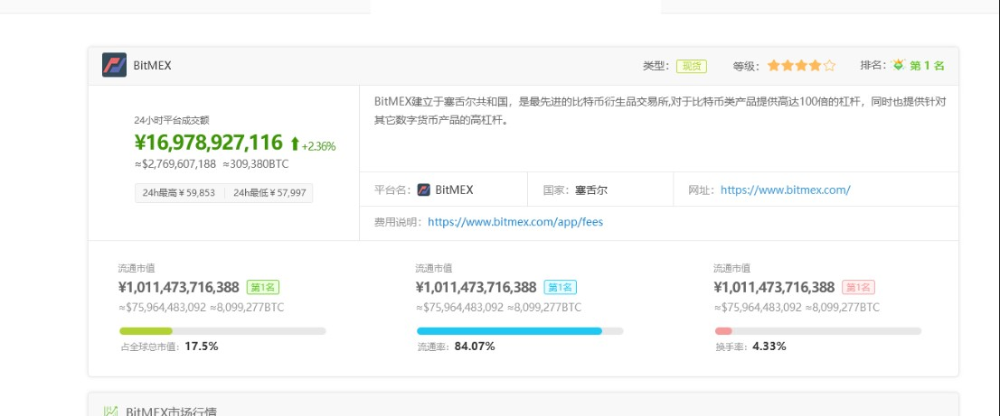 BitMEX
类型： 现货 等级： 排名： 第 1 名
24小时平台成交额
¥16,978,927,116 +2.36%
≈$2,769,607,188 ≈309,380BTC
24h最高¥59,853 24h最低¥57,997
BitMEX建立于塞舌尔共和国，是最先进的比特币衍生品交易所,对于比特币类产品提供高达100倍的杠杆，同时也提供针对
其它数字货币产品的高杠杆。
平台名： BitMEX 国家：塞舌尔 网址：https://www.bitmex.com/
费用说明：https://www.bitmex.com/app/fees
流通市值
¥1,011,473,716,388 第1名
≈$75,964,483,092 ≈8,099,277BTC
占全球总市值：17.5%
流通市值
¥1,011,473,716,388 第1名
≈$75,964,483,092 ≈8,099,277BTC
流通率：84.07%
流通市值
¥1,011,473,716,388 第1名
≈$75,964,483,092 ≈8,099,277BTC
换手率：4.33%
BitMEX市场行情